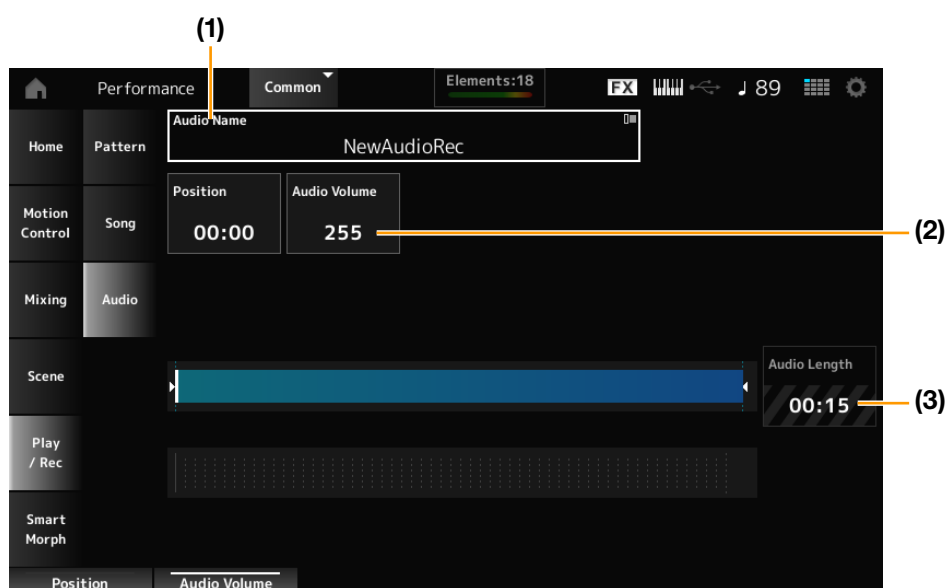 (1)
Performance
Common
Elements:18
FX
89
Home
Pattern
Audio Name
NewAudioRec
Motion
Control
Song
Position
00:00
Audio Volume
255
(2)
Mixing
Audio
Scene
Audio Length
00:15
(3)
Play
/ Rec
Smart
Morph
Position
Audio Volume